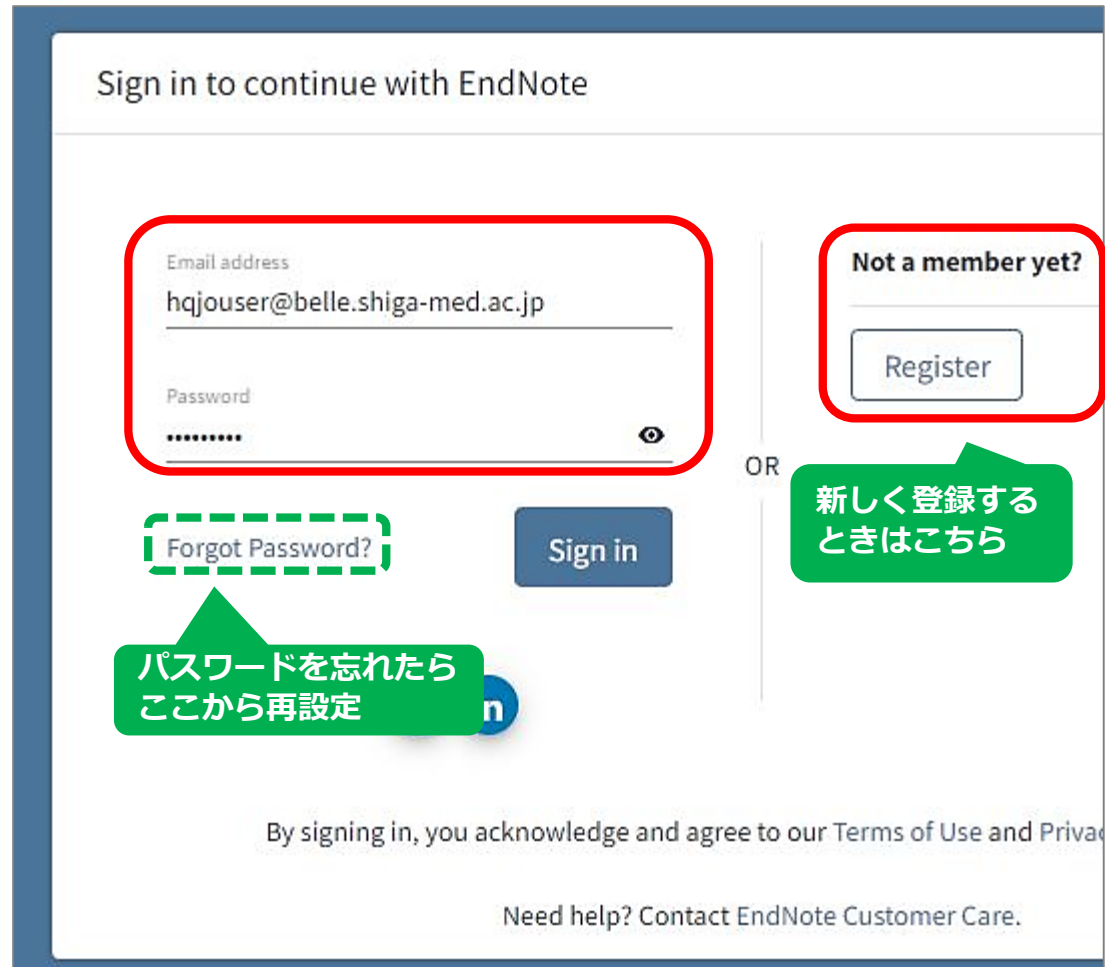 Sign in to continue with EndNote
Email address
hqjouser@belle.shiga-med.ac.jp
Password
•••••••••
Forgot Password?
Sign in
パスワードを忘れたら
ここから再設定
in
OR
Not a member yet?
Register
新しく登録する
ときはこちら
By signing in, you acknowledge and agree to our Terms of Use and
Need help? Contact EndNote Customer Care.